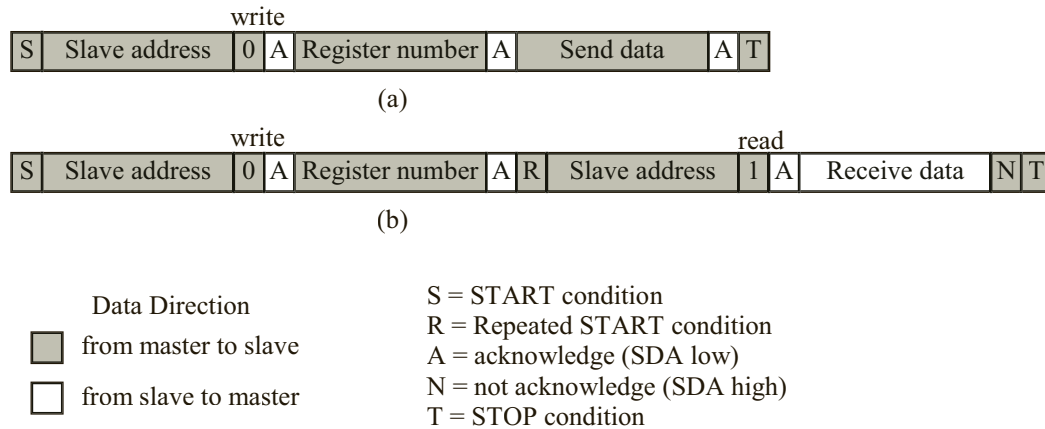 write
S Slave address 0 A Register number A Send data A T
(a)
write read
S Slave address 0 A Register number A R Slave address 1 A Receive data N T
(b)
Data Direction
from master to slave
from slave to master
S = START condition
R = Repeated START condition
A = acknowledge (SDA low)
N = not acknowledge (SDA high)
T = STOP condition